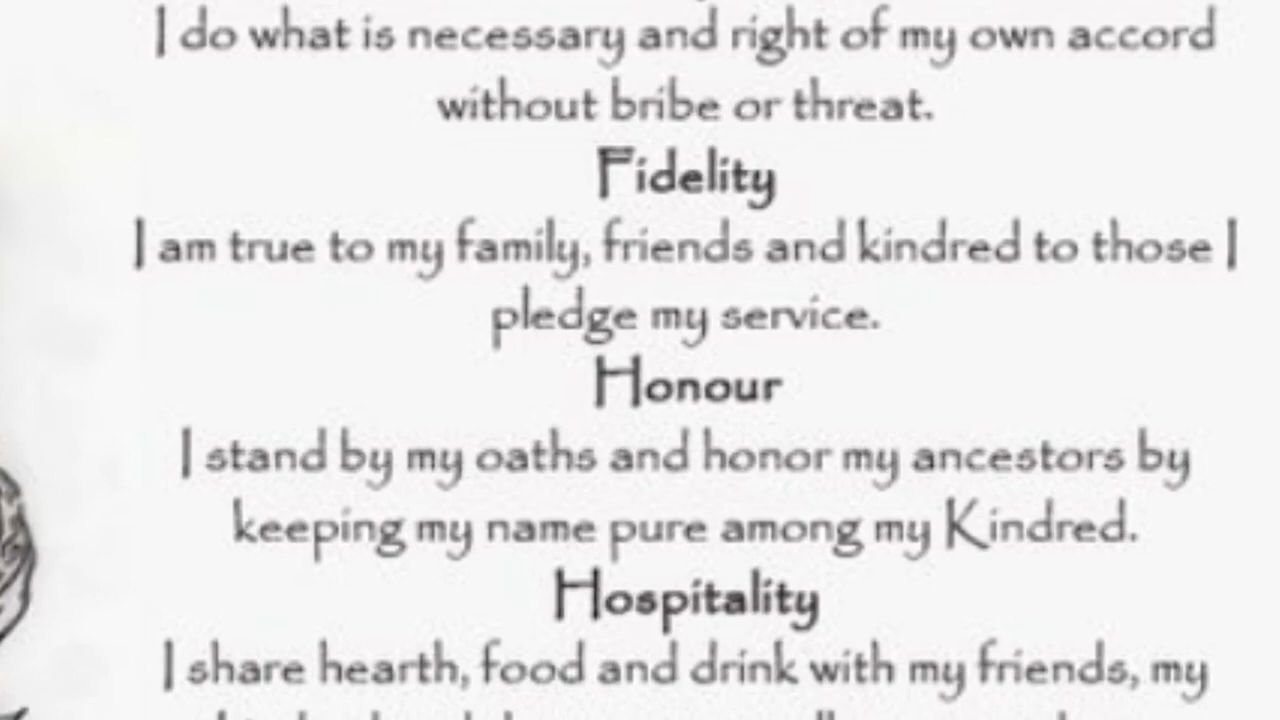 I do what is necessary and right of my own accord
without bribe or threat.
Fidelity
I am true to my family, friends and kindred to those I
pledge my service.
Honour
I stand by my oaths and honor my ancestors by
keeping my name pure among my Kindred.
Hospitality
I share hearth, food and drink with my friends, my